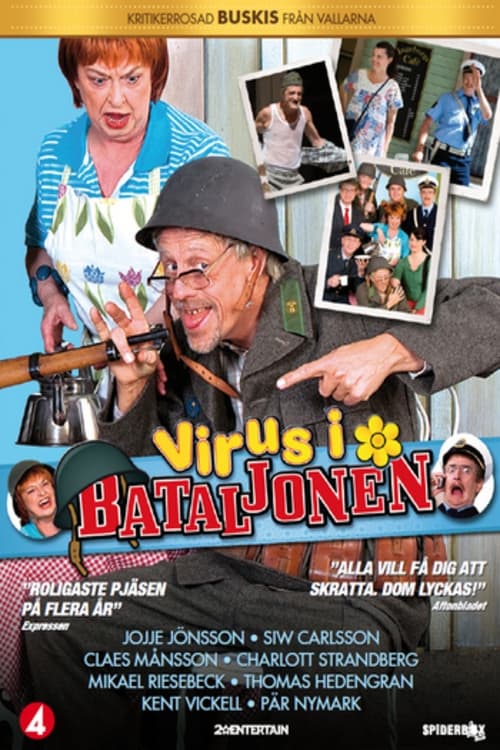 KRITIKERROSAD BUSKIS FRÅN VALLARNA
Virus i
BATALJONEN
"ROLIGASTE PJÄSEN
PÅ FLERA ÅR"
Expressen
"ALLA VILL FÅ DIG ATT
SKRATTA. DOM LYCKAS!"
Aftonbladet
JOJJE JÖNSSON • SIW CARLSSON
CLAES MÅNSSON • CHARLOTT STRANDBERG
MIKAEL RIESEBECK • THOMAS HEDENGRAN
KENT VICKELL • PÄR NYMARK
4
2ENTERTAIN
SPIDERBOX